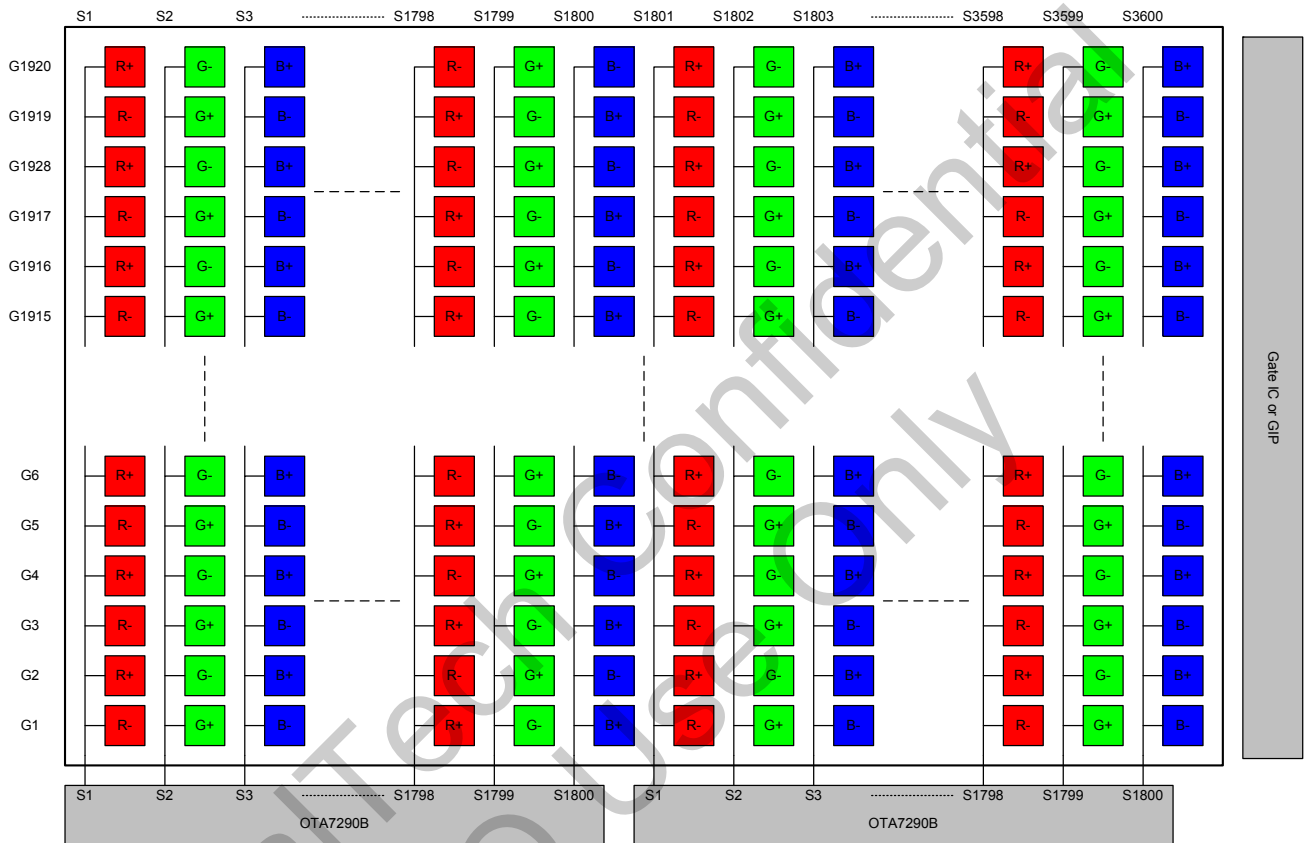 S1 S2 S3 S1798 S1799 S1800 S1801 S1802 S1803 S3598 S3599 S3600
G1920 R+ G- B+ R- G+ B- R+ G- B+ R+ G- B+
G1919 R- G+ B- R+ G- B+ R- G+ B- R- G+ B-
G1928 R+ G- B+ R- G+ B- R+ G- B+ R+ G- B+
G1917 R- G+ B- R+ G- B+ R- G+ B- R- G+ B-
G1916 R+ G- B+ R- G+ B- R+ G- B+ R+ G- B+
G1915 R- G+ B- R+ G- B+ R- G+ B- R- G+ B-
G6 R+ G- B+ R- G+ B- R+ G- B+ R+ G- B+
G5 R- G+ B- R+ G- B+ R- G+ B- R- G+ B-
G4 R+ G- B+ R- G+ B- R+ G- B+ R+ G- B+
G3 R- G+ B- R+ G- B+ R- G+ B- R- G+ B-
G2 R+ G- B+ R- G+ B- R+ G- B+ R+ G- B+
G1 R- G+ B- R+ G- B+ R- G+ B- R- G+ B-
S1 S2 S3 S1798 S1799 S1800 S1 S2 S3 S1798 S1799 S1800
OTA7290B OTA7290B
Gate IC or GIP
Confidential
Use Only